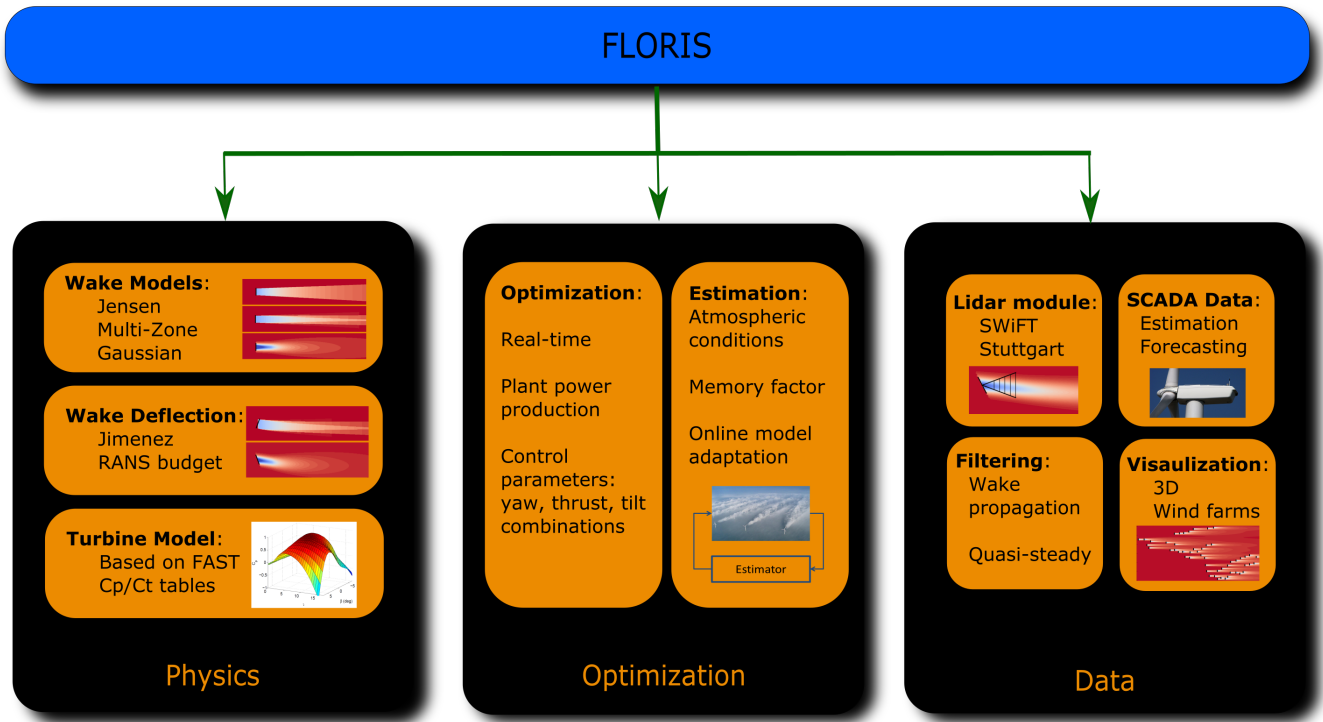 FLORIS
Wake Models:
Jensen
Multi-Zone
Gaussian
Wake Deflection:
Jimenez
RANS budget
Turbine Model:
Based on FAST
Cp/Ct tables
Physics
Optimization:
Real-time
Plant power
production
Control
parameters:
yaw, thrust, tilt
combinations
Estimation:
Atmospheric
conditions
Memory factor
Online model
adaptation
Estimator
Optimization
Lidar module:
SWiFT
Stuttgart
SCADA Data:
Estimation
Forecasting
Filtering:
Wake
propagation
Quasi-steady
Visaulization:
3D
Wind farms
Data